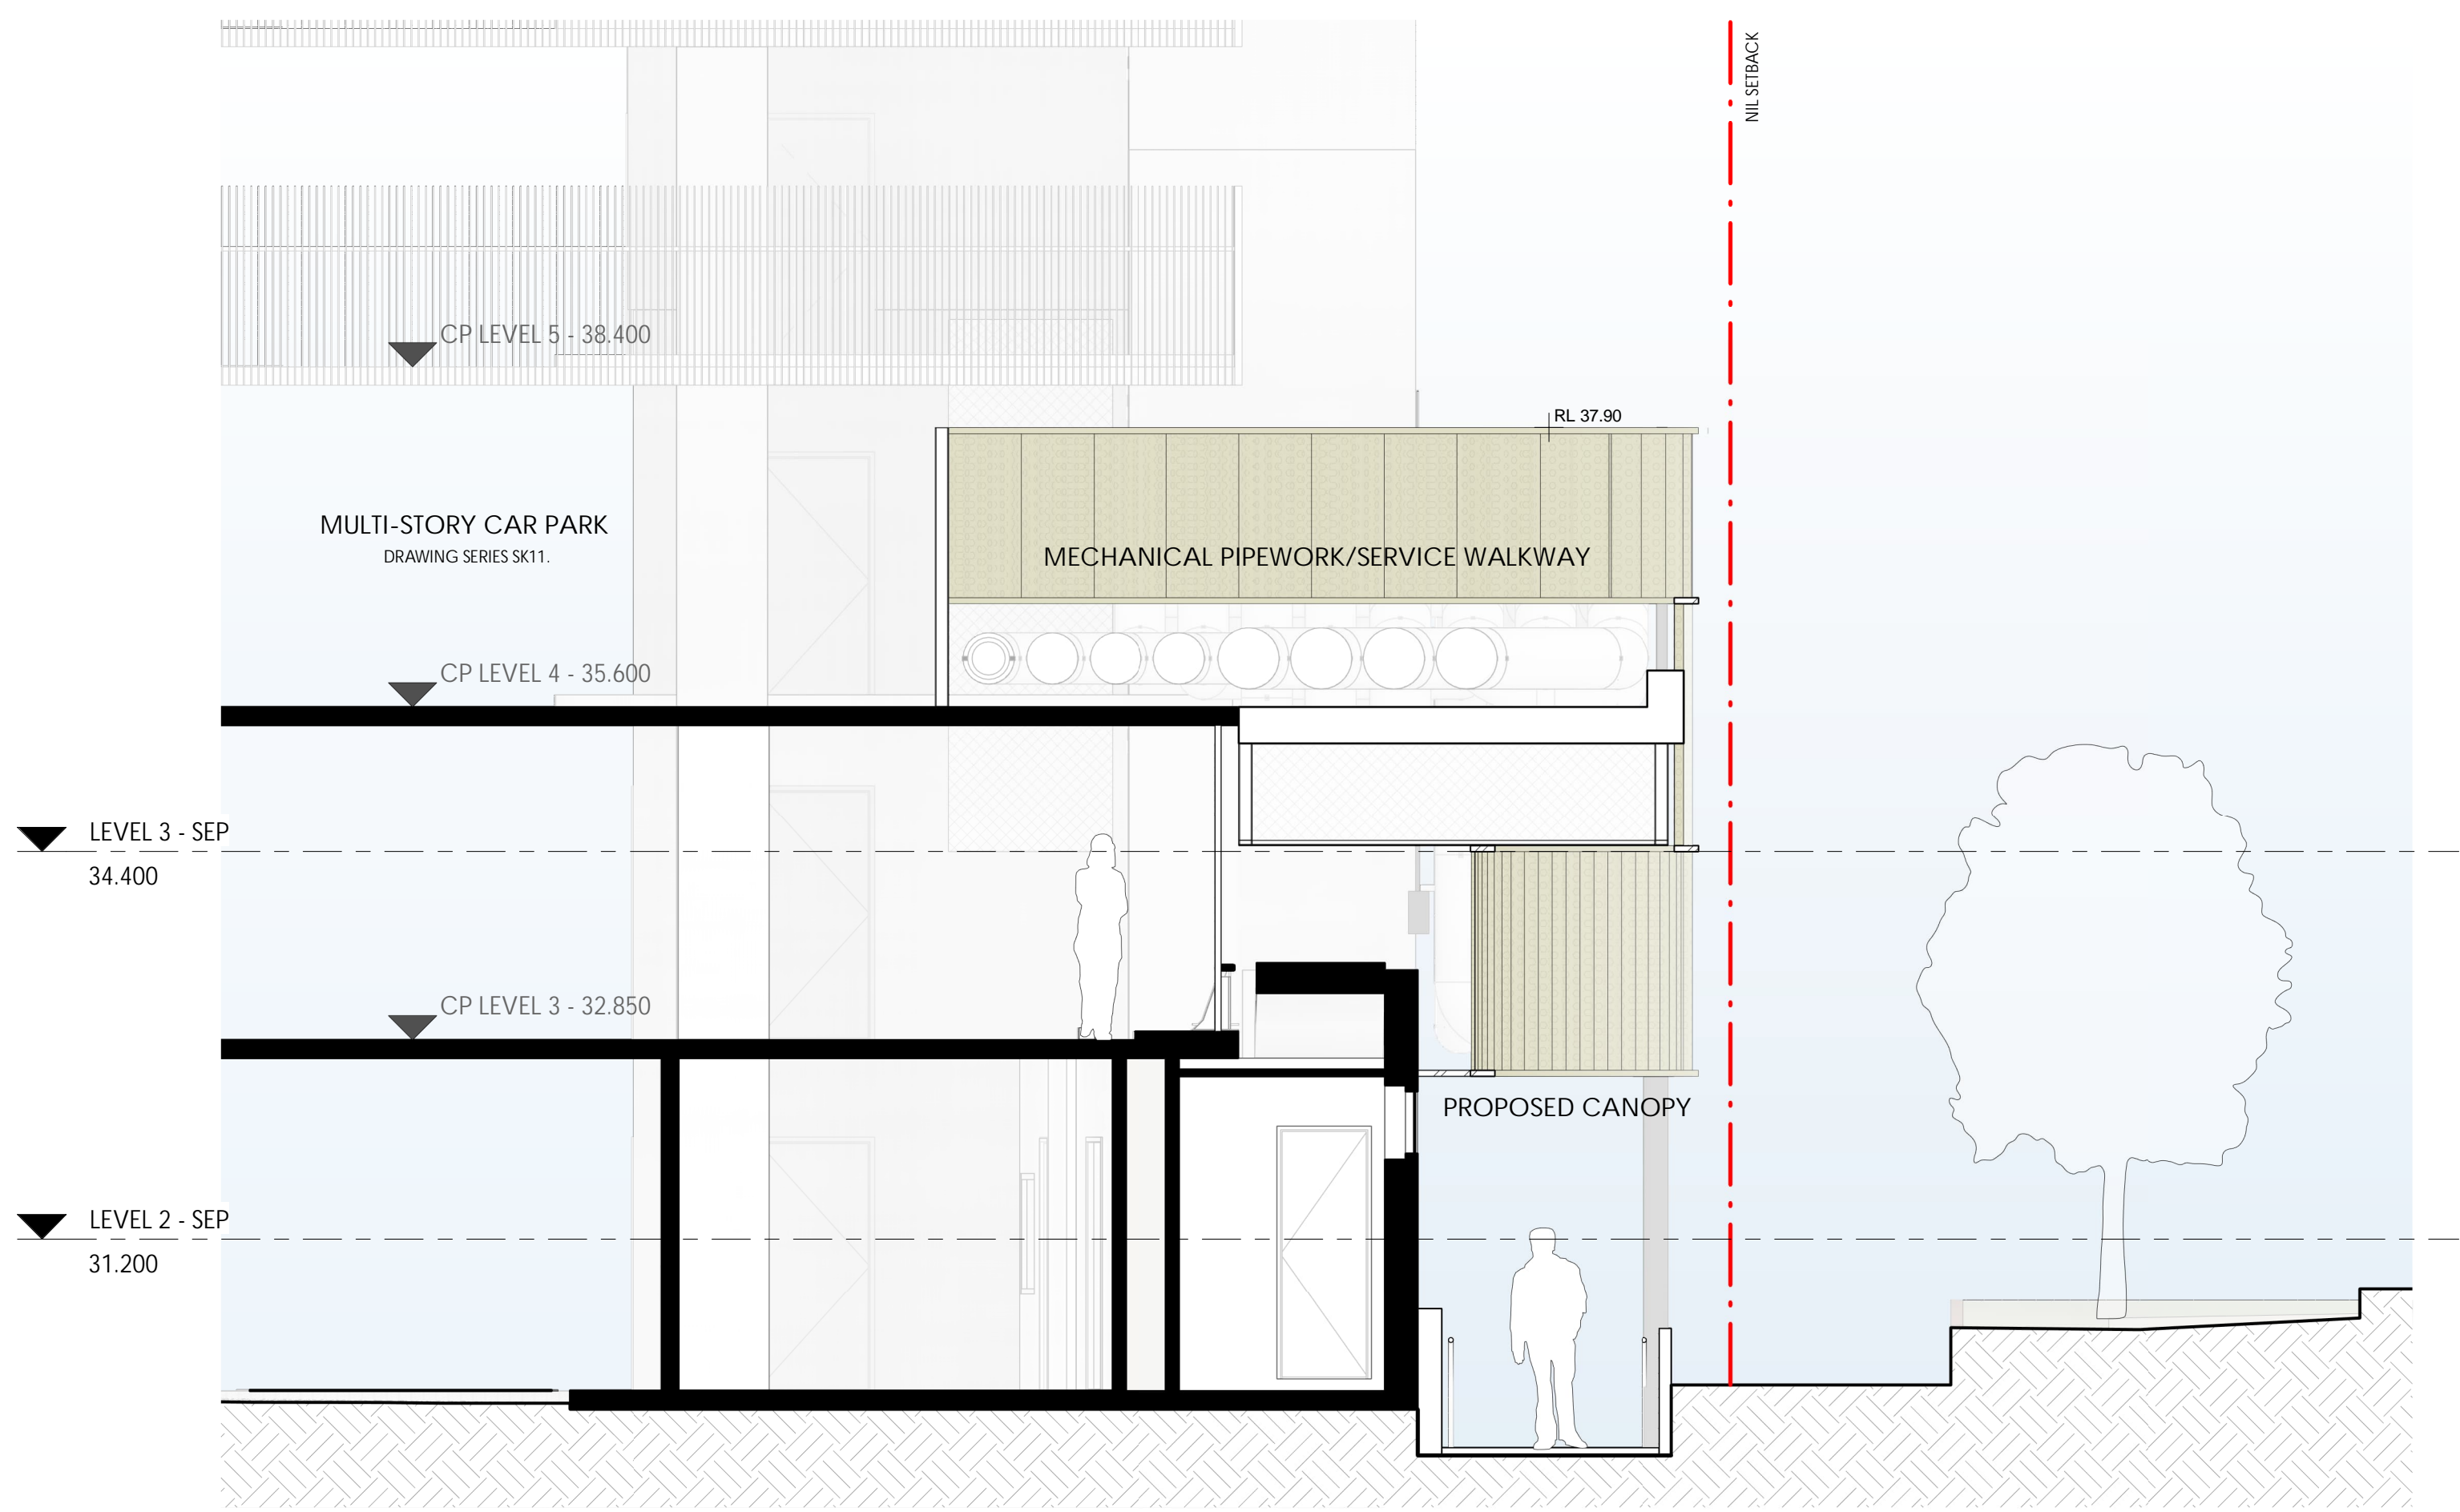 NIL SETBACK
CP LEVEL 5 - 38.400
RL 37.90
MULTI-STORY CAR PARK
DRAWING SERIES SK11.
MECHANICAL PIPEWORK/SERVICE WALKWAY
CP LEVEL 4 - 35.600
LEVEL 3 - SEP
34.400
CP LEVEL 3 - 32.850
PROPOSED CANOPY
LEVEL 2 - SEP
31.200